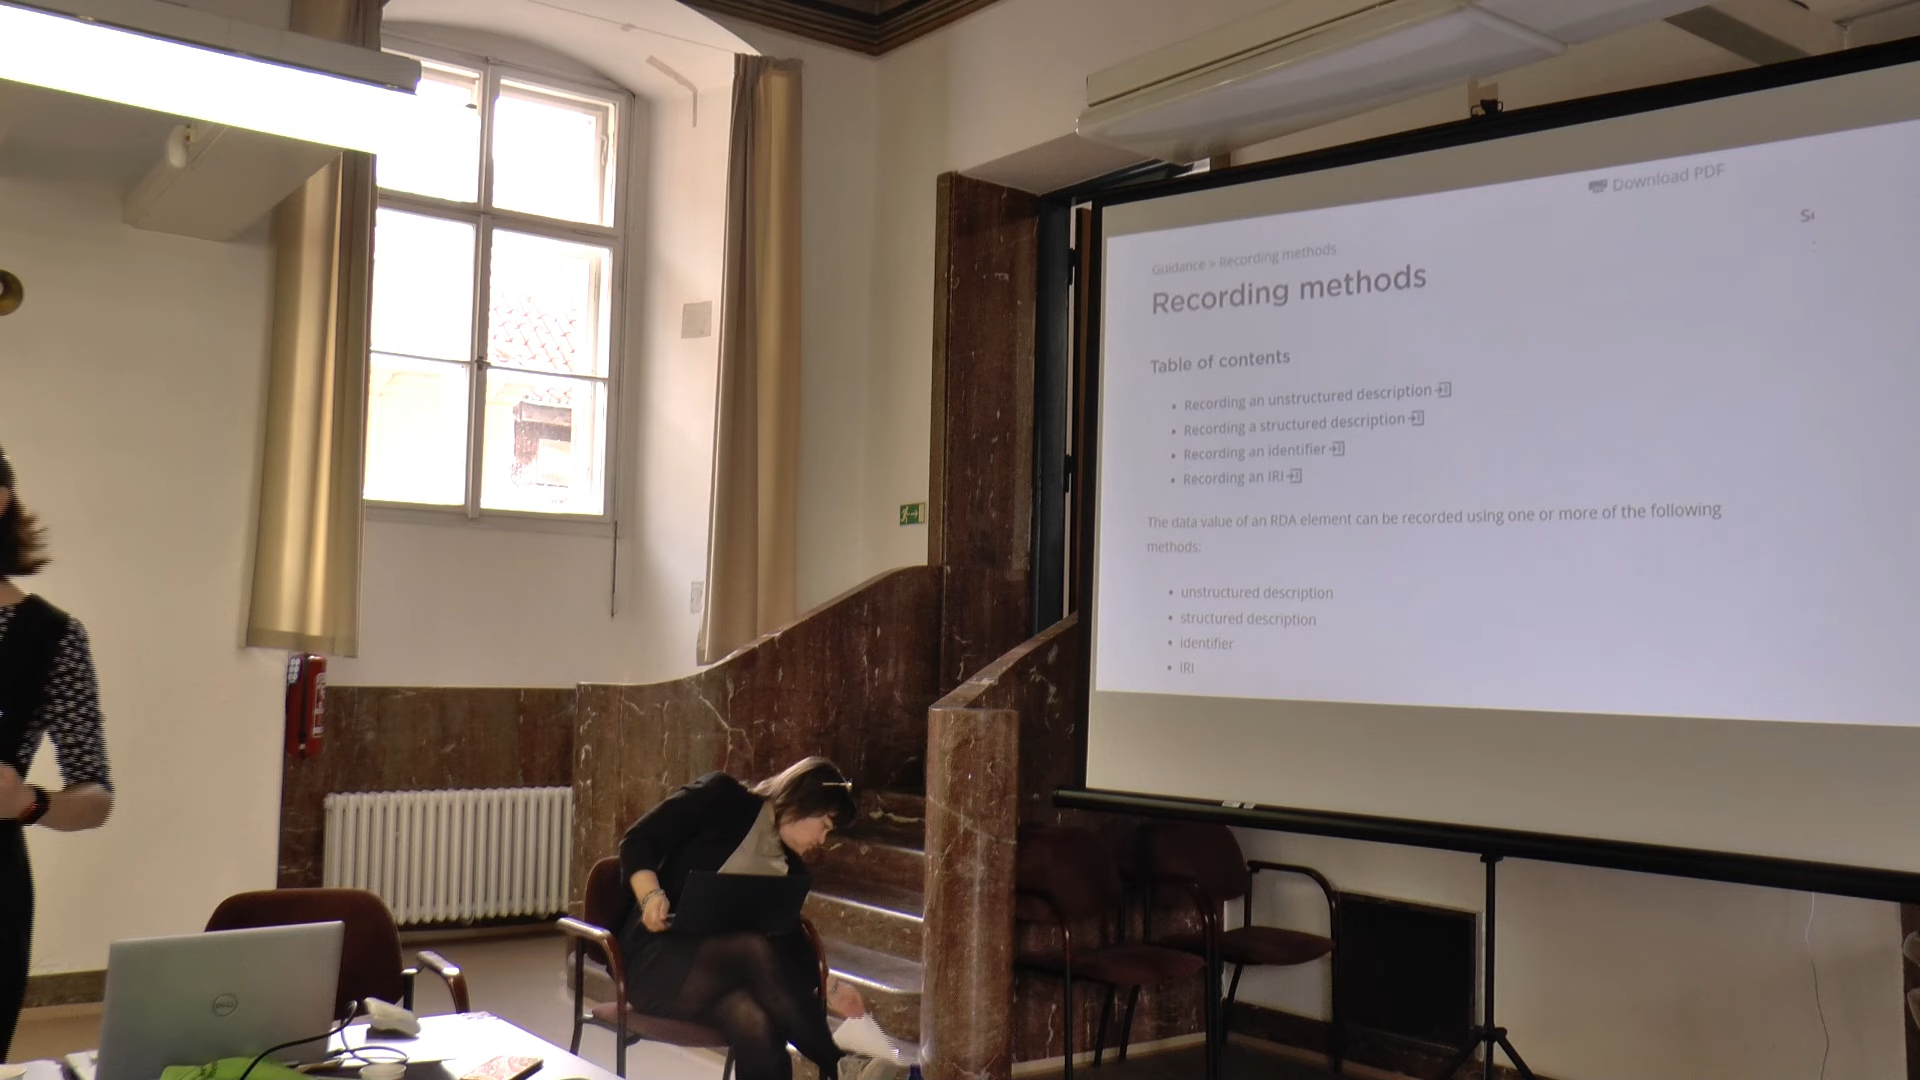 Download PDF
Guidance > Recording methods
Recording methods
Table of contents
• Recording an unstructured description
• Recording a structured description
• Recording an identifier
• Recording an IRI
The data value of an RDA element can be recorded using one or more of the following
methods:
• unstructured description
• structured description
• identifier
• IRI
DELL